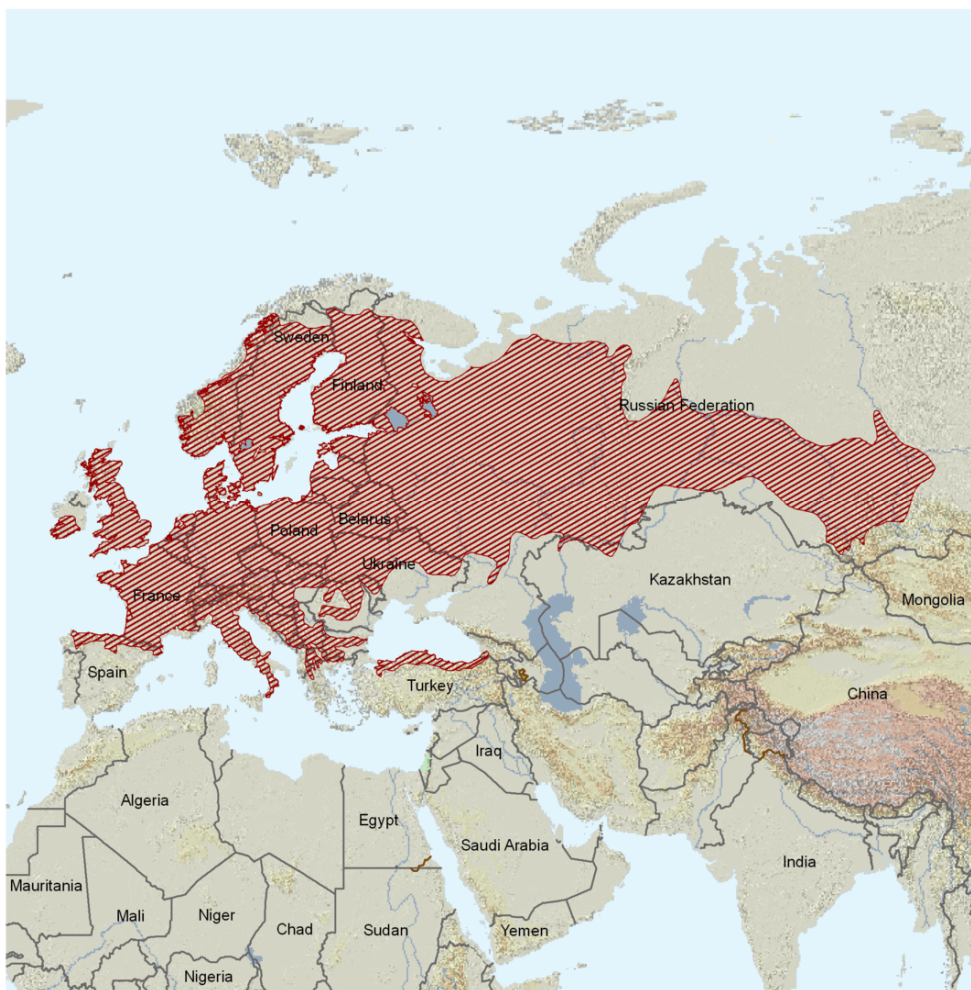 Sweden
Finland
Russian Federation
Belarus
Poland
Ukraine
Kazakhstan
France
Mongolia
Spain
Turkey
China
Iraq
Algeria
Egypt
Saudi Arabia
India
Mauritania
Mali
Niger
Chad
Sudan
Yemen
Nigeria